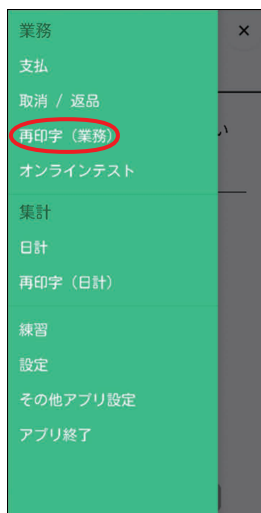 業務
×
支払
取消 / 返品
い
再印字（業務）
オンラインテスト
集計
日計
再印字（日計）
練習
設定
その他アプリ設定
アプリ終了